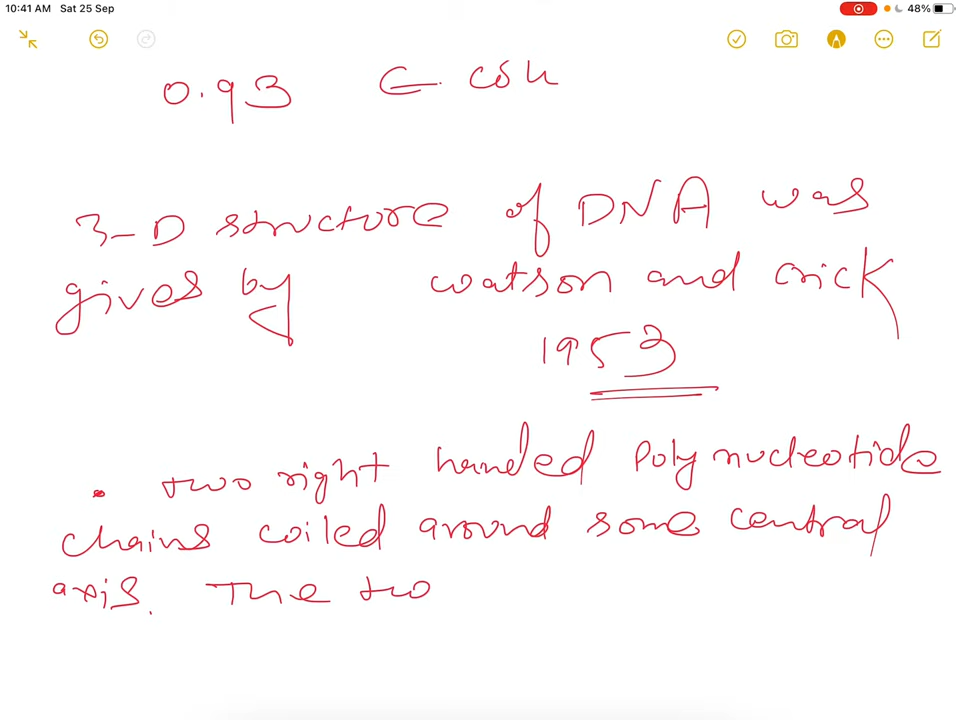 10:41 AM Sat 25 Sep 48%
0.93 E. coli
3-D structure of DNA was
gives by watson and crick
1953
• two right handed Polynucleotide
chains coiled around some central
axis. The two